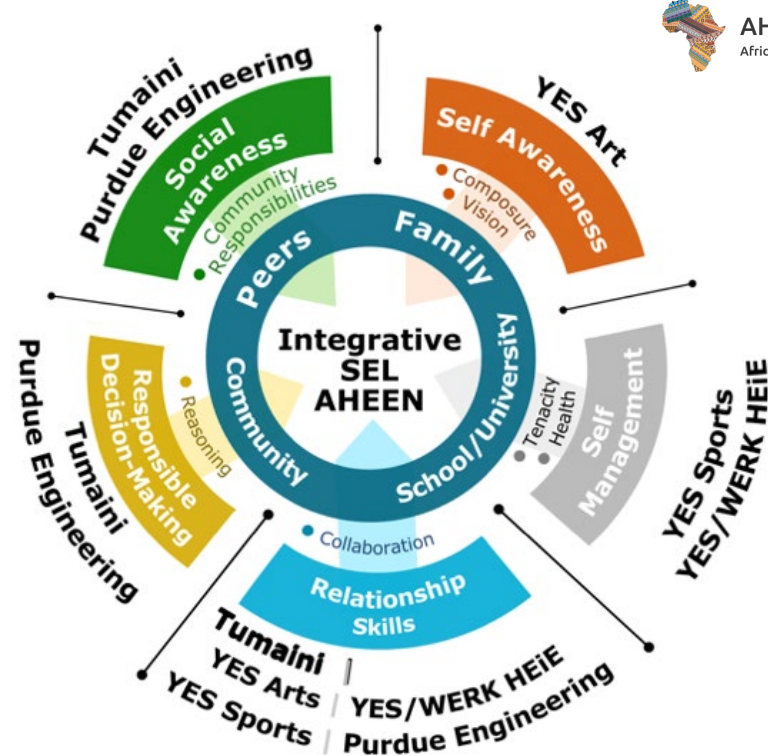 AH
Afric
Tumaini
Purdue Engineering
Social
Awareness
Community
Responsibilities
YES Art
Self Awareness
Composure
Vision
Peers
Family
School/University
Community
Integrative
SEL
AHEEN
Tenacity
Health
Self
Management
YES Sports
YES/WERK HEiE
Reasoning
Responsible
Decision-Making
Tumaini
Purdue Engineering
Collaboration
Relationship
Skills
Tumaini |
YES Arts | YES/WERK HEiE
YES Sports | Purdue Engineering